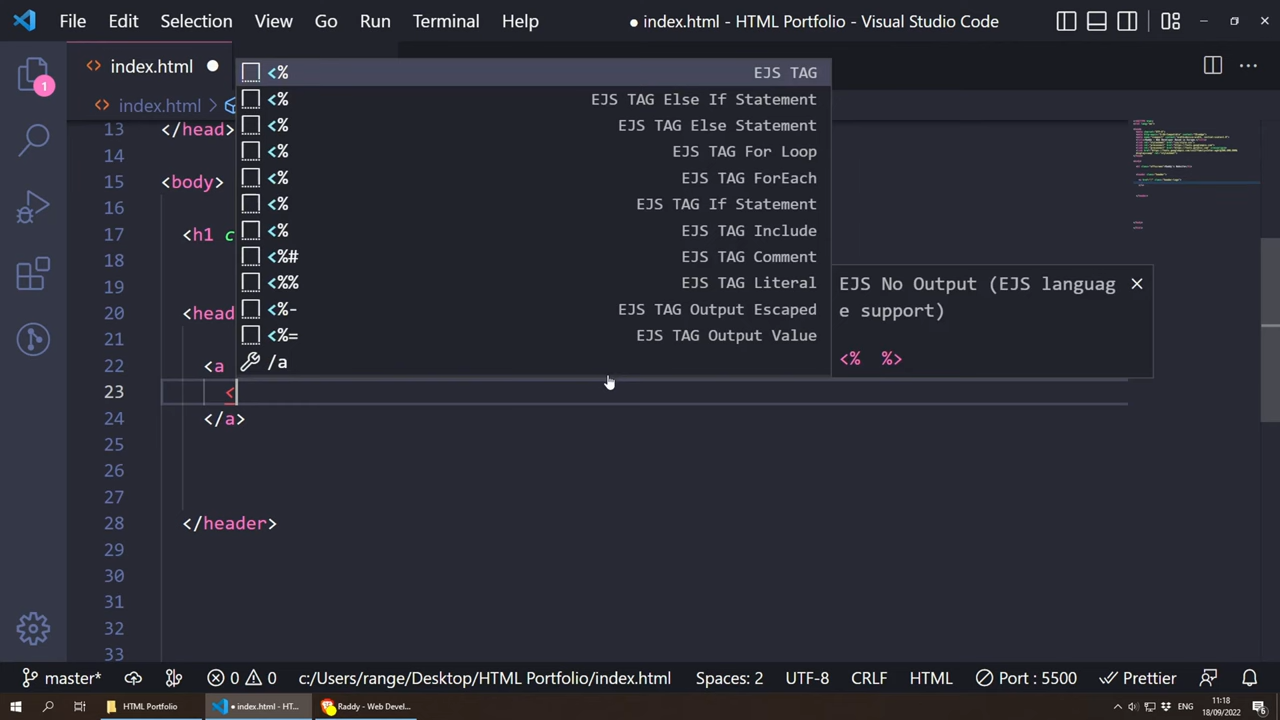 File Edit Selection View Go Run Terminal Help ● index.html - HTML Portfolio - Visual Studio Code
1
index.html
index.html >
<% EJS TAG
<% EJS TAG Else If Statement
<% EJS TAG Else Statement
<% EJS TAG For Loop
<% EJS TAG ForEach
<% EJS TAG If Statement
<% EJS TAG Include
<%# EJS TAG Comment
<%% EJS TAG Literal
<%- EJS TAG Output Escaped
<%= EJS TAG Output Value
/a
EJS No Output (EJS languag
e support)
<%  %>
13 </head>
14
15 <body>
16
17 <h1 c
18
19
20 <head
21
22 <a
23 <
24 </a>
25
26
27
28 </header>
29
30
31
32
33
master* 0 0 c:/Users/range/Desktop/HTML Portfolio/index.html Spaces: 2 UTF-8 CRLF HTML Port : 5500 Prettier
HTML Portfolio ● index.html - HT... Raddy - Web Devel... ENG 11:18
18/09/2022 6